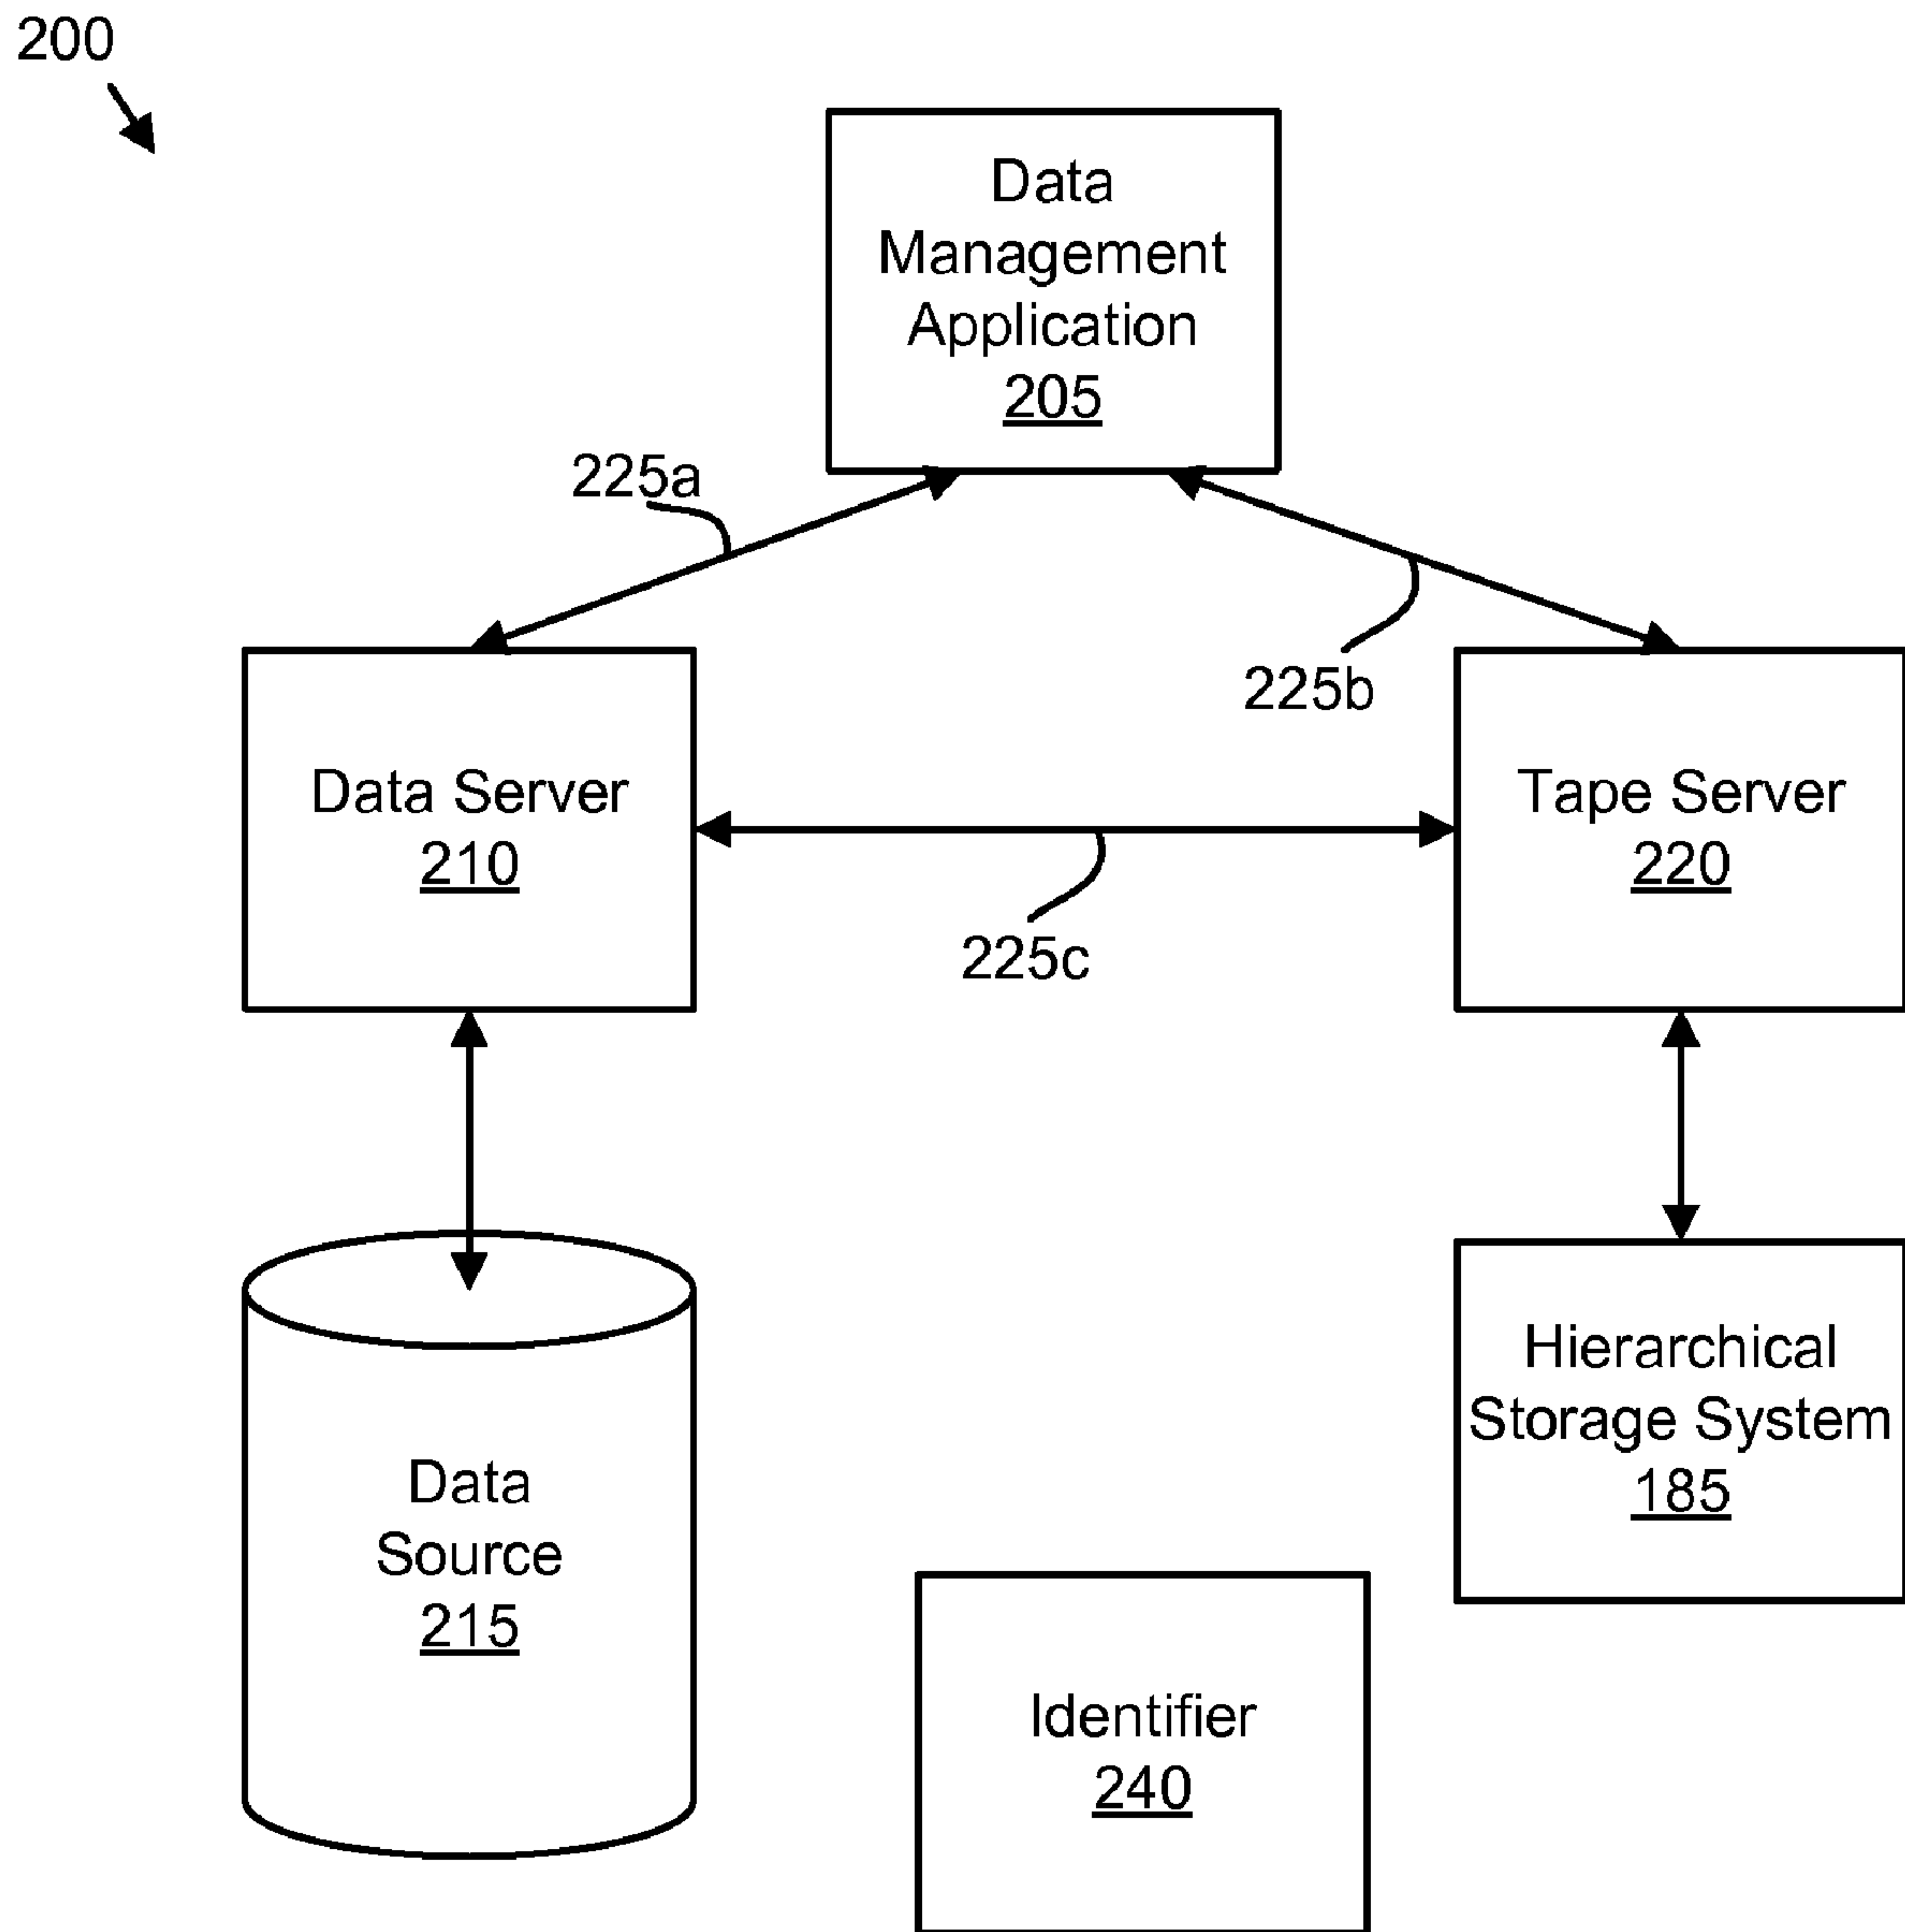 200
Data
Management
Application
205
225a
225b
Data Server
210
Tape Server
220
225c
Hierarchical
Storage System
185
Data
Source
215
Identifier
240